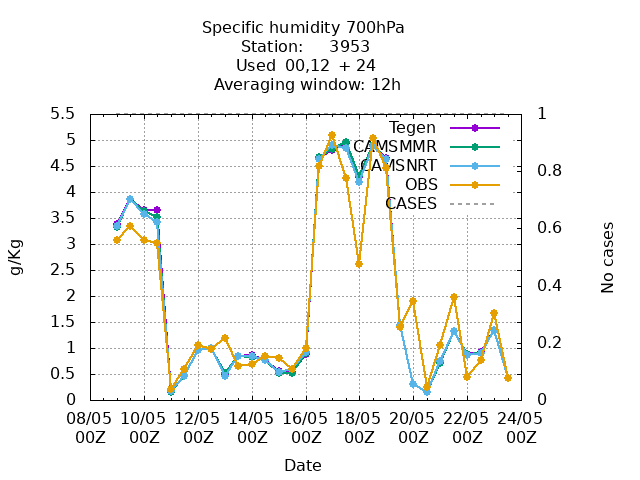 Specific humidity 700hPa
Station:     3953
Used  00,12  + 24
Averaging window: 12h
g/Kg
5.5
5
4.5
4
3.5
3
2.5
2
1.5
1
0.5
0
Tegen
CAMSMMR
CAMSNRT
OBS
CASES
1
0.8
0.6
0.4
0.2
0
No cases
08/05 10/05 12/05 14/05 16/05 18/05 20/05 22/05 24/05
00Z 00Z 00Z 00Z 00Z 00Z 00Z 00Z 00Z
Date